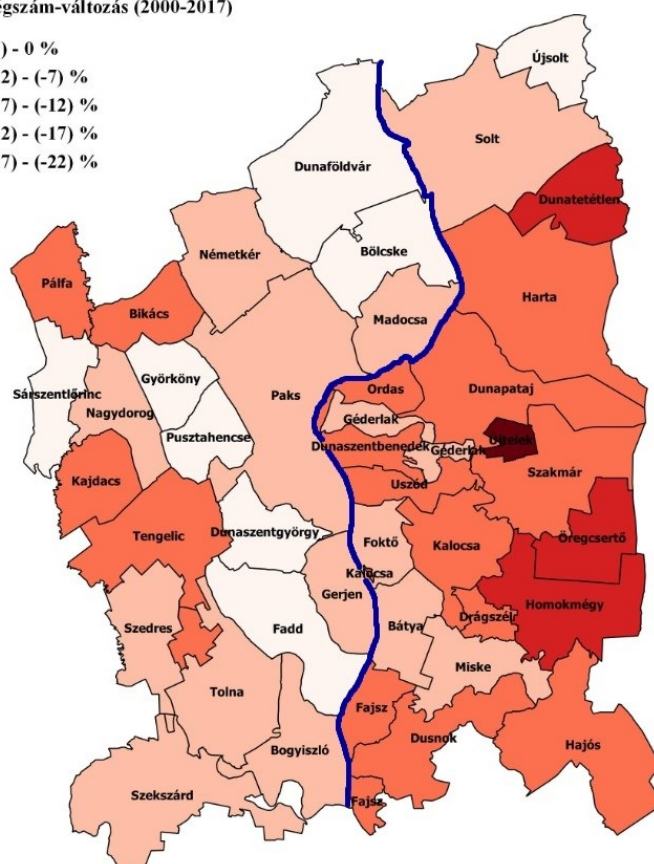 égszám-változás (2000-2017)
) - 0 %
2) - (-7) %
7) - (-12) %
2) - (-17) %
7) - (-22) %
Újsolt
Solt
Dunaföldvár
Dunatetétlen
Németkér
Bölcske
Pálfa
Harta
Bikács
Madocsa
Györköny
Ordas
Dunapataj
Sárszentlőrinc
Paks
Nagydorog
Géderlak
Pusztahencse
Dunaszentbenedek
Géderlak
Újtelek
Szakmár
Kajdacs
Uszód
Tengelic
Dunaszentgyörgy
Foktő
Kalocsa
Öregcsertő
Kalocsa
Gerjen
Homokmégy
Szedres
Fadd
Bátya
Drágszél
Miske
Tolna
Fajsz
Dusnok
Hajós
Bogyiszló
Szekszárd
Fajsz